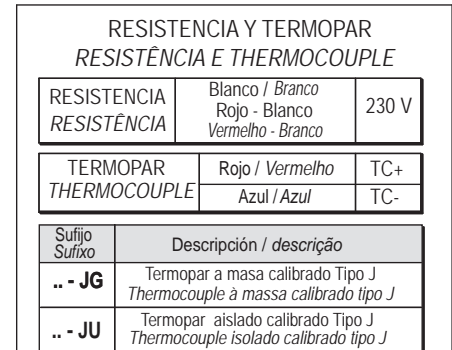 RESISTENCIA Y TERMOPAR
RESISTÊNCIA E THERMOCOUPLE
RESISTENCIA
RESISTÊNCIA
Blanco / Branco
Rojo - Blanco
Vermelho - Branco
230 V
TERMOPAR
THERMOCOUPLE
Rojo / Vermelho
TC+
Azul / Azul
TC-
Sufijo
Sufixo
Descripción / descrição
.. - JG
Termopar a masa calibrado Tipo J
Thermocouple à massa calibrado tipo J
.. - JU
Termopar aislado calibrado Tipo J
Thermocouple isolado calibrado tipo J